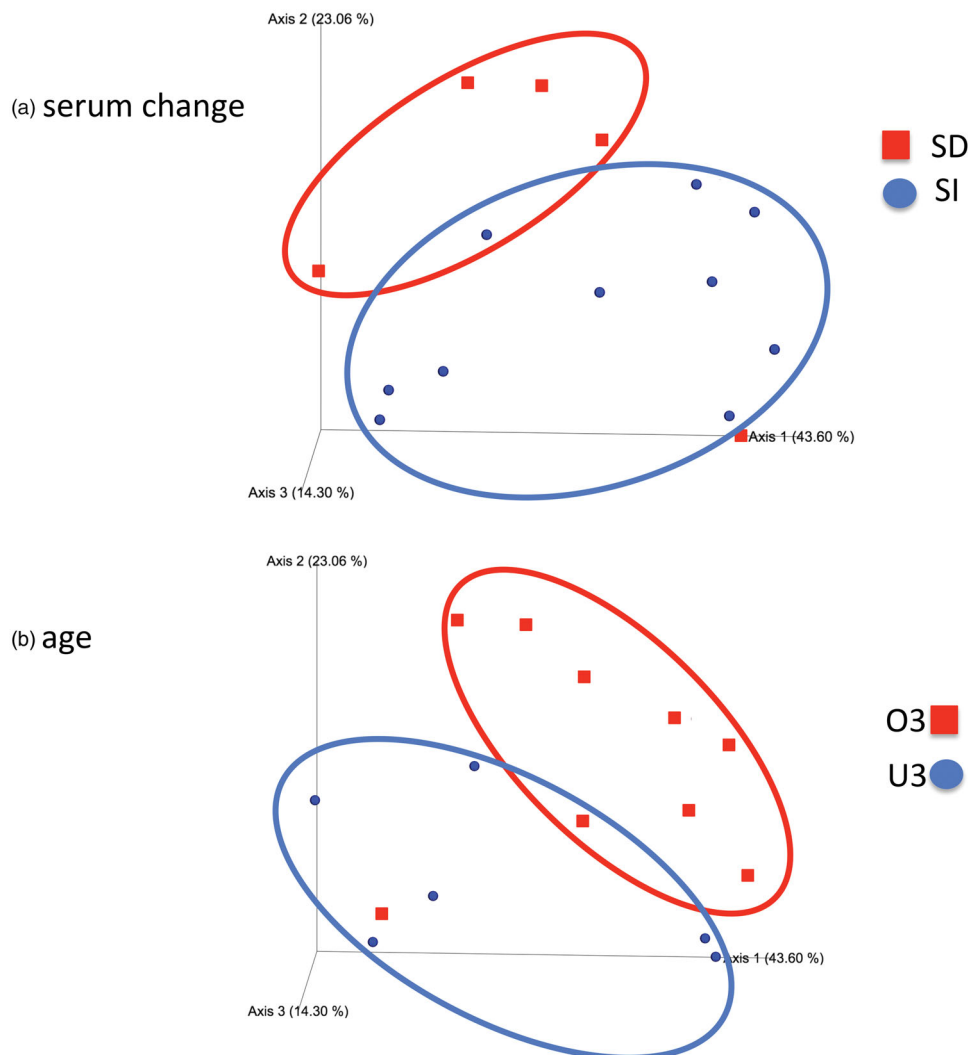 Axis 2 (23.06 %)
(a) serum change
SD
SI
Axis 1 (43.60 %)
Axis 3 (14.30 %)
Axis 2 (23.06 %)
(b) age
O3
U3
Axis 1 (43.60 %)
Axis 3 (14.30 %)